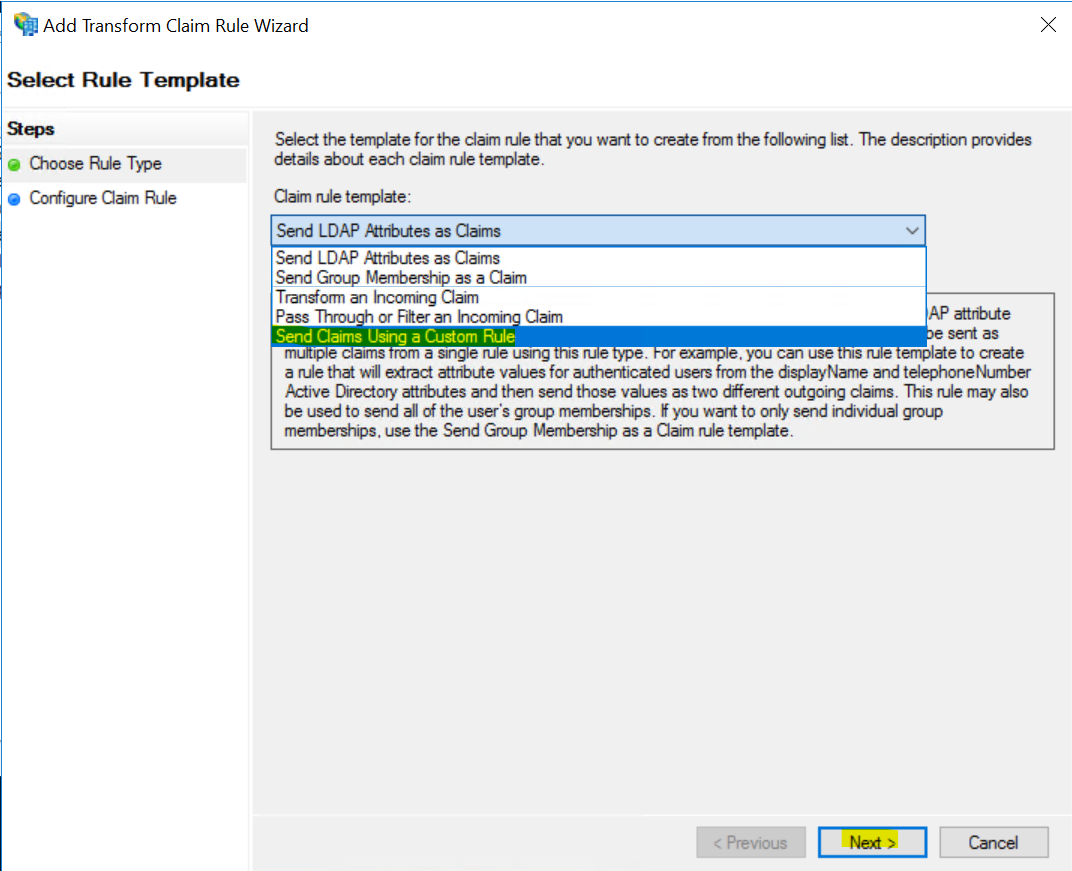 Add Transform Claim Rule Wizard
Select Rule Template
Steps
Choose Rule Type
Configure Claim Rule
Select the template for the claim rule that you want to create from the following list. The description provides
details about each claim rule template.
Claim rule template:
Send LDAP Attributes as Claims
Send LDAP Attributes as Claims
Send Group Membership as a Claim
Transform an Incoming Claim
Pass Through or Filter an Incoming Claim
Send Claims Using a Custom Rule
AP attribute
be sent as
multiple claims from a single rule using this rule type. For example, you can use this rule template to create
a rule that will extract attribute values for authenticated users from the displayName and telephoneNumber
Active Directory attributes and then send those values as two different outgoing claims. This rule may also
be used to send all of the user's group memberships. If you want to only send individual group
memberships, use the Send Group Membership as a Claim rule template.
< Previous
Next >
Cancel